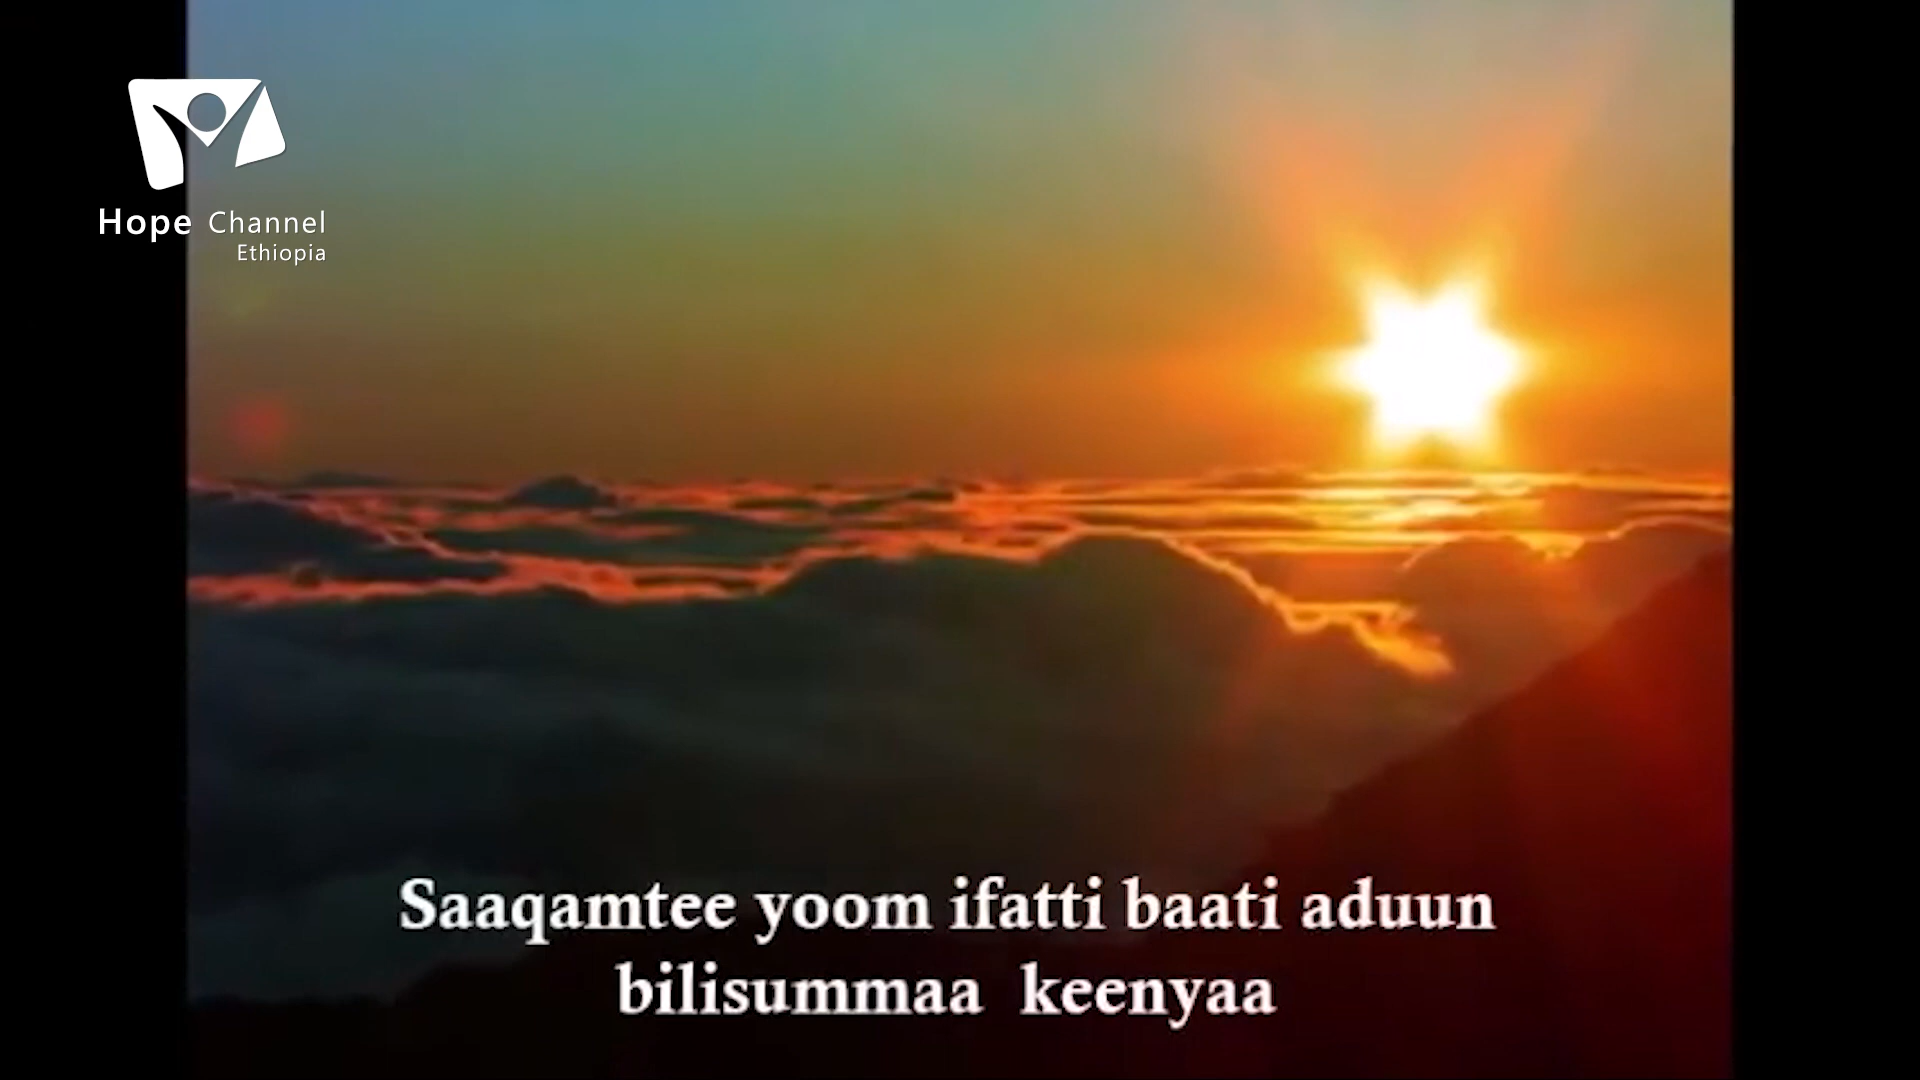 Hope Channel
Ethiopia
Saaqamtee yoom ifatti baati aduun
bilisummaa keenyaa